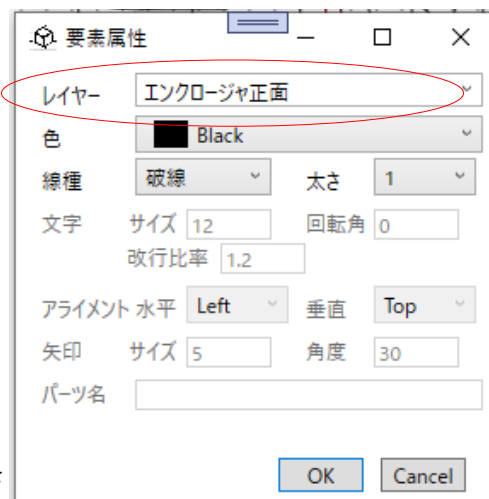 要素属性
レイヤー エンクロージャ正面
色 Black
線種 破線 太さ 1
文字 サイズ 12 回転角 0
改行比率 1.2
アライメント 水平 Left 垂直 Top
矢印 サイズ 5 角度 30
パーツ名
OK Cancel